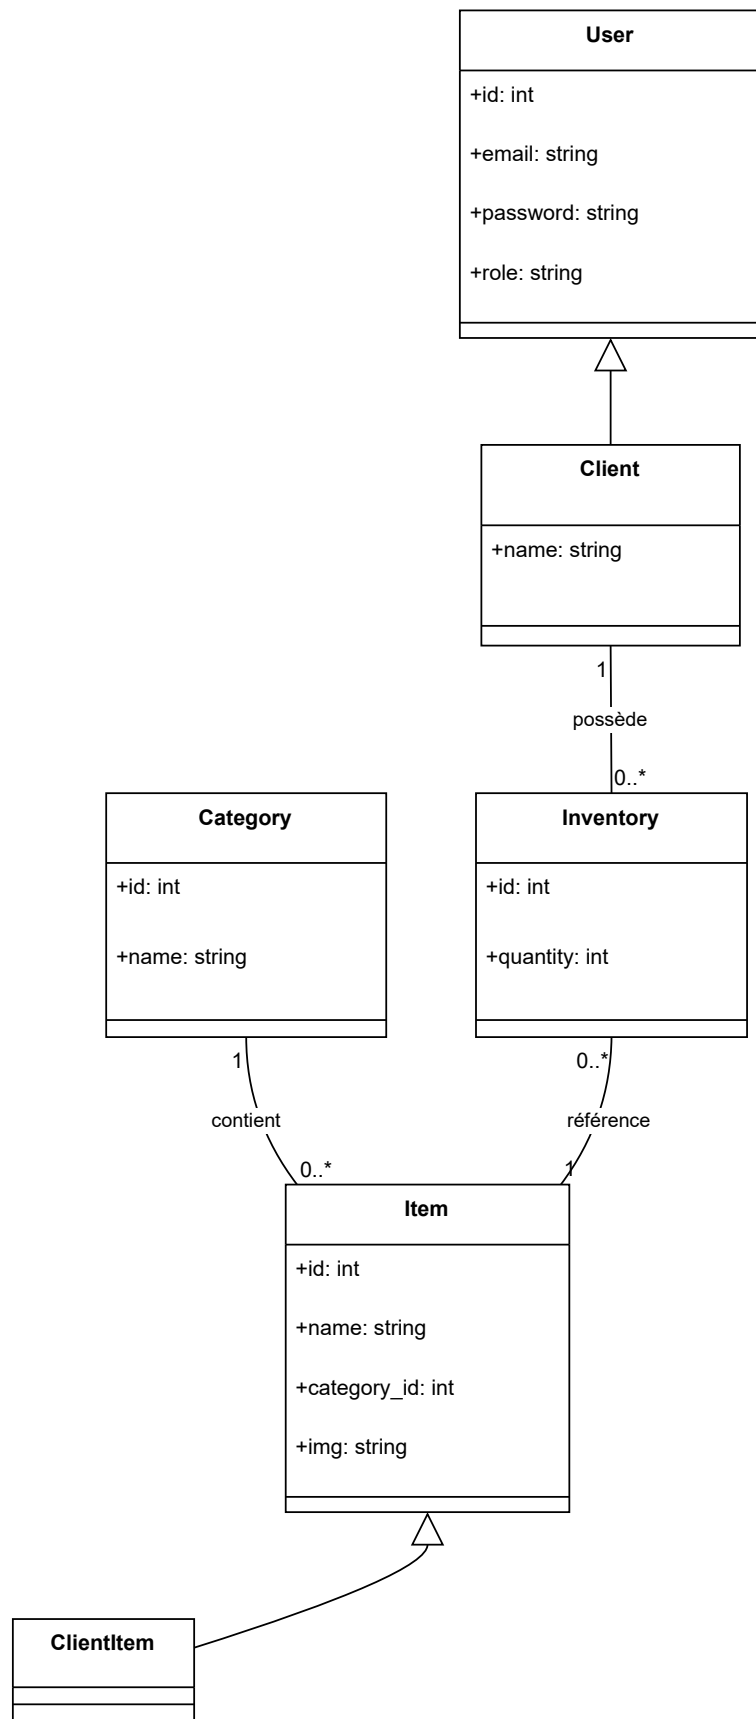 User
+id: int
+email: string
+password: string
+role: string
Client
+name: string
1
possède
0..*
Category
+id: int
+name: string
Inventory
+id: int
+quantity: int
1
contient
0..*
0..*
référence
1
Item
+id: int
+name: string
+category_id: int
+img: string
ClientItem